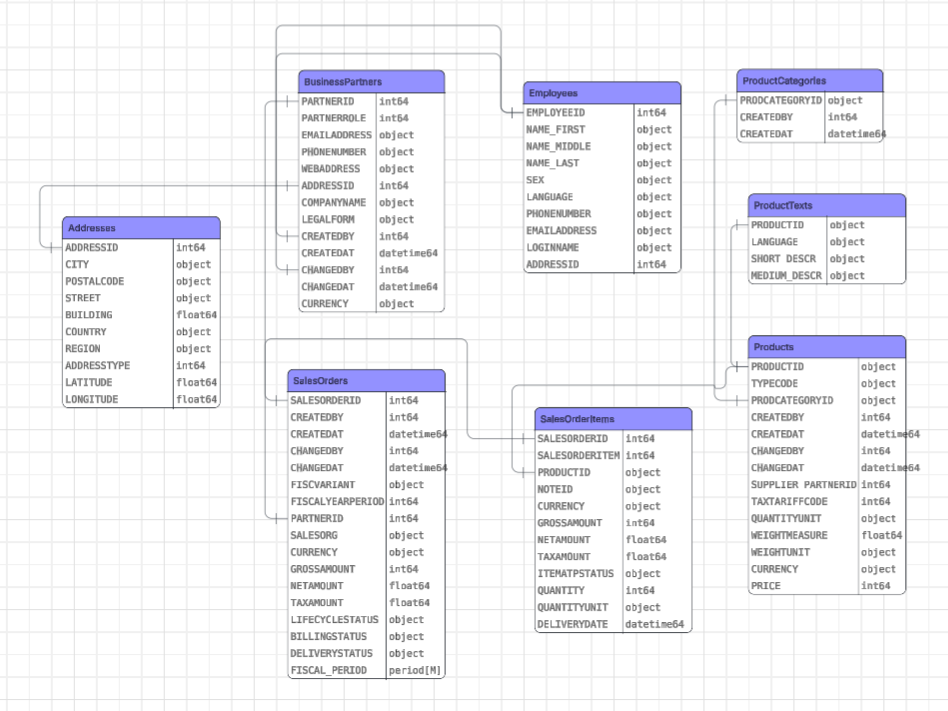 BusinessPartners
PARTNERID int64
PARTNERROLE int64
EMAILADDRESS object
PHONENUMBER object
WEBADDRESS object
ADDRESSID int64
COMPANYNAME object
LEGALFORM object
CREATEDBY int64
CREATEDAT datetime64
CHANGEDBY int64
CHANGEDAT datetime64
CURRENCY object
Employees
EMPLOYEEID int64
NAME_FIRST object
NAME_MIDDLE object
NAME_LAST object
SEX object
LANGUAGE object
PHONENUMBER object
EMAILADDRESS object
LOGINNAME object
ADDRESSID int64
ProductCategories
PRODCATEGORYID object
CREATEDBY int64
CREATEDAT datetime64
ProductTexts
PRODUCTID object
LANGUAGE object
SHORT_DESCR object
MEDIUM_DESCR object
Addresses
ADDRESSID int64
CITY object
POSTALCODE object
STREET object
BUILDING float64
COUNTRY object
REGION object
ADDRESSTYPE int64
LATITUDE float64
LONGITUDE float64
Products
PRODUCTID object
TYPECODE object
PRODCATEGORYID object
CREATEDBY int64
CREATEDAT datetime64
CHANGEDBY int64
CHANGEDAT datetime64
SUPPLIER_PARTNERID int64
TAXTARIFFCODE int64
QUANTITYUNIT object
WEIGHTMEASURE float64
WEIGHTUNIT object
CURRENCY object
PRICE int64
SalesOrders
SALESORDERID int64
CREATEDBY int64
CREATEDAT datetime64
CHANGEDBY int64
CHANGEDAT datetime64
FISCVARIANT object
FISCALYEARPERIOD int64
PARTNERID int64
SALESORG object
CURRENCY object
GROSSAMOUNT int64
NETAMOUNT float64
TAXAMOUNT float64
LIFECYCLESTATUS object
BILLINGSTATUS object
DELIVERYSTATUS object
FISCAL_PERIOD period[M]
SalesOrderItems
SALESORDERID int64
SALESORDERITEM int64
PRODUCTID object
NOTEID object
CURRENCY object
GROSSAMOUNT int64
NETAMOUNT float64
TAXAMOUNT float64
ITEMATPSTATUS object
QUANTITY int64
QUANTITYUNIT object
DELIVERYDATE datetime64